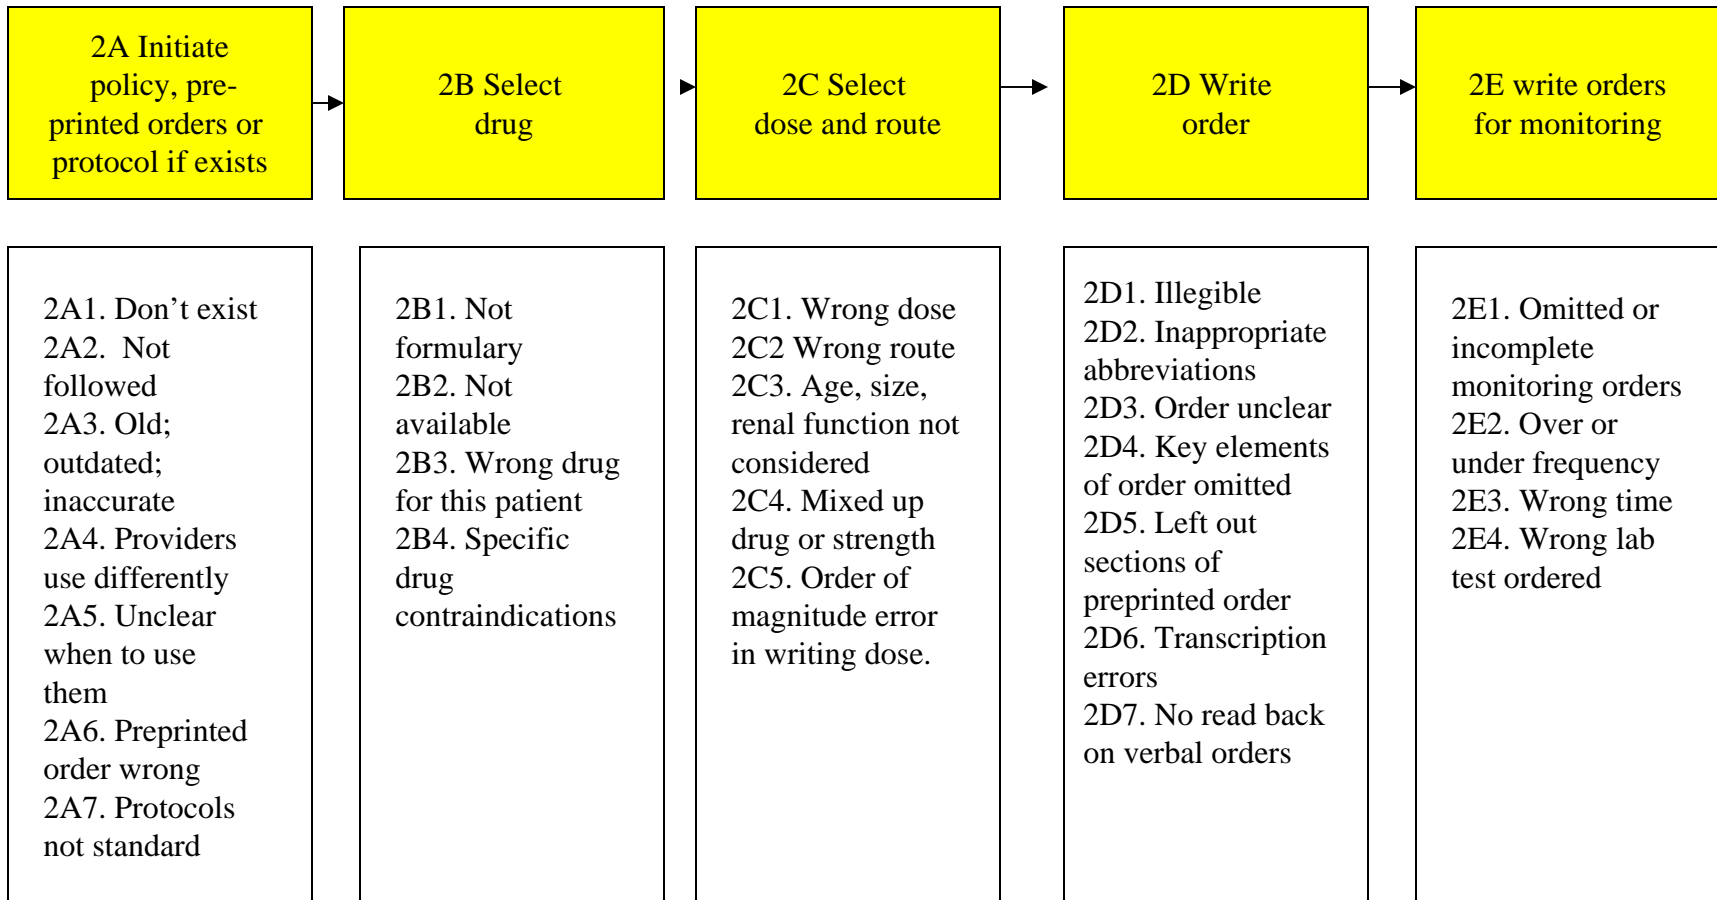 2A Initiate
policy, pre-
printed orders or
protocol if exists
2B Select
drug
2C Select
dose and route
2D Write
order
2E write orders
for monitoring
2A1. Don’t exist
2A2.  Not
followed
2A3. Old;
outdated;
inaccurate
2A4. Providers
use differently
2A5. Unclear
when to use
them
2A6. Preprinted
order wrong
2A7. Protocols
not standard
2B1. Not
formulary
2B2. Not
available
2B3. Wrong drug
for this patient
2B4. Specific
drug
contraindications
2C1. Wrong dose
2C2 Wrong route
2C3. Age, size,
renal function not
considered
2C4. Mixed up
drug or strength
2C5. Order of
magnitude error
in writing dose.
2D1. Illegible
2D2. Inappropriate
abbreviations
2D3. Order unclear
2D4. Key elements
of order omitted
2D5. Left out
sections of
preprinted order
2D6. Transcription
errors
2D7. No read back
on verbal orders
2E1. Omitted or
incomplete
monitoring orders
2E2. Over or
under frequency
2E3. Wrong time
2E4. Wrong lab
test ordered